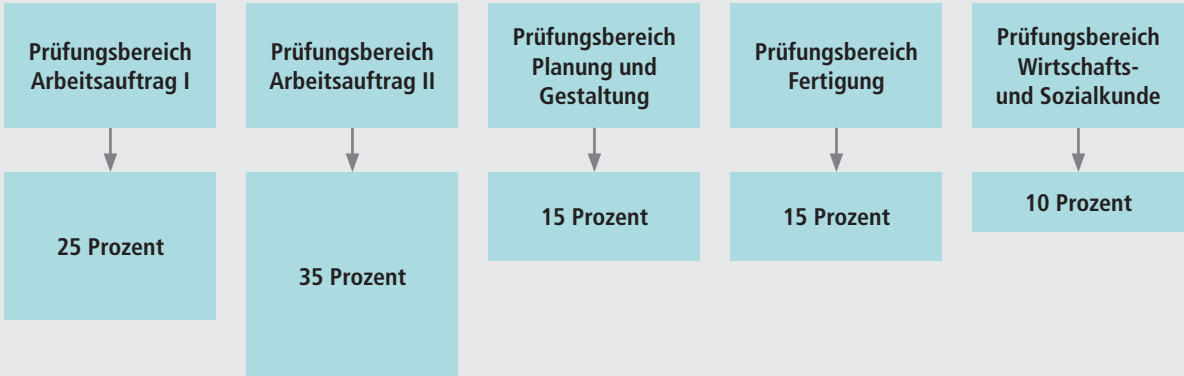 Prüfungsbereich
Arbeitsauftrag I
Prüfungsbereich
Arbeitsauftrag II
Prüfungsbereich
Planung und
Gestaltung
Prüfungsbereich
Fertigung
Prüfungsbereich
Wirtschafts-
und Sozialkunde
25 Prozent
35 Prozent
15 Prozent
15 Prozent
10 Prozent